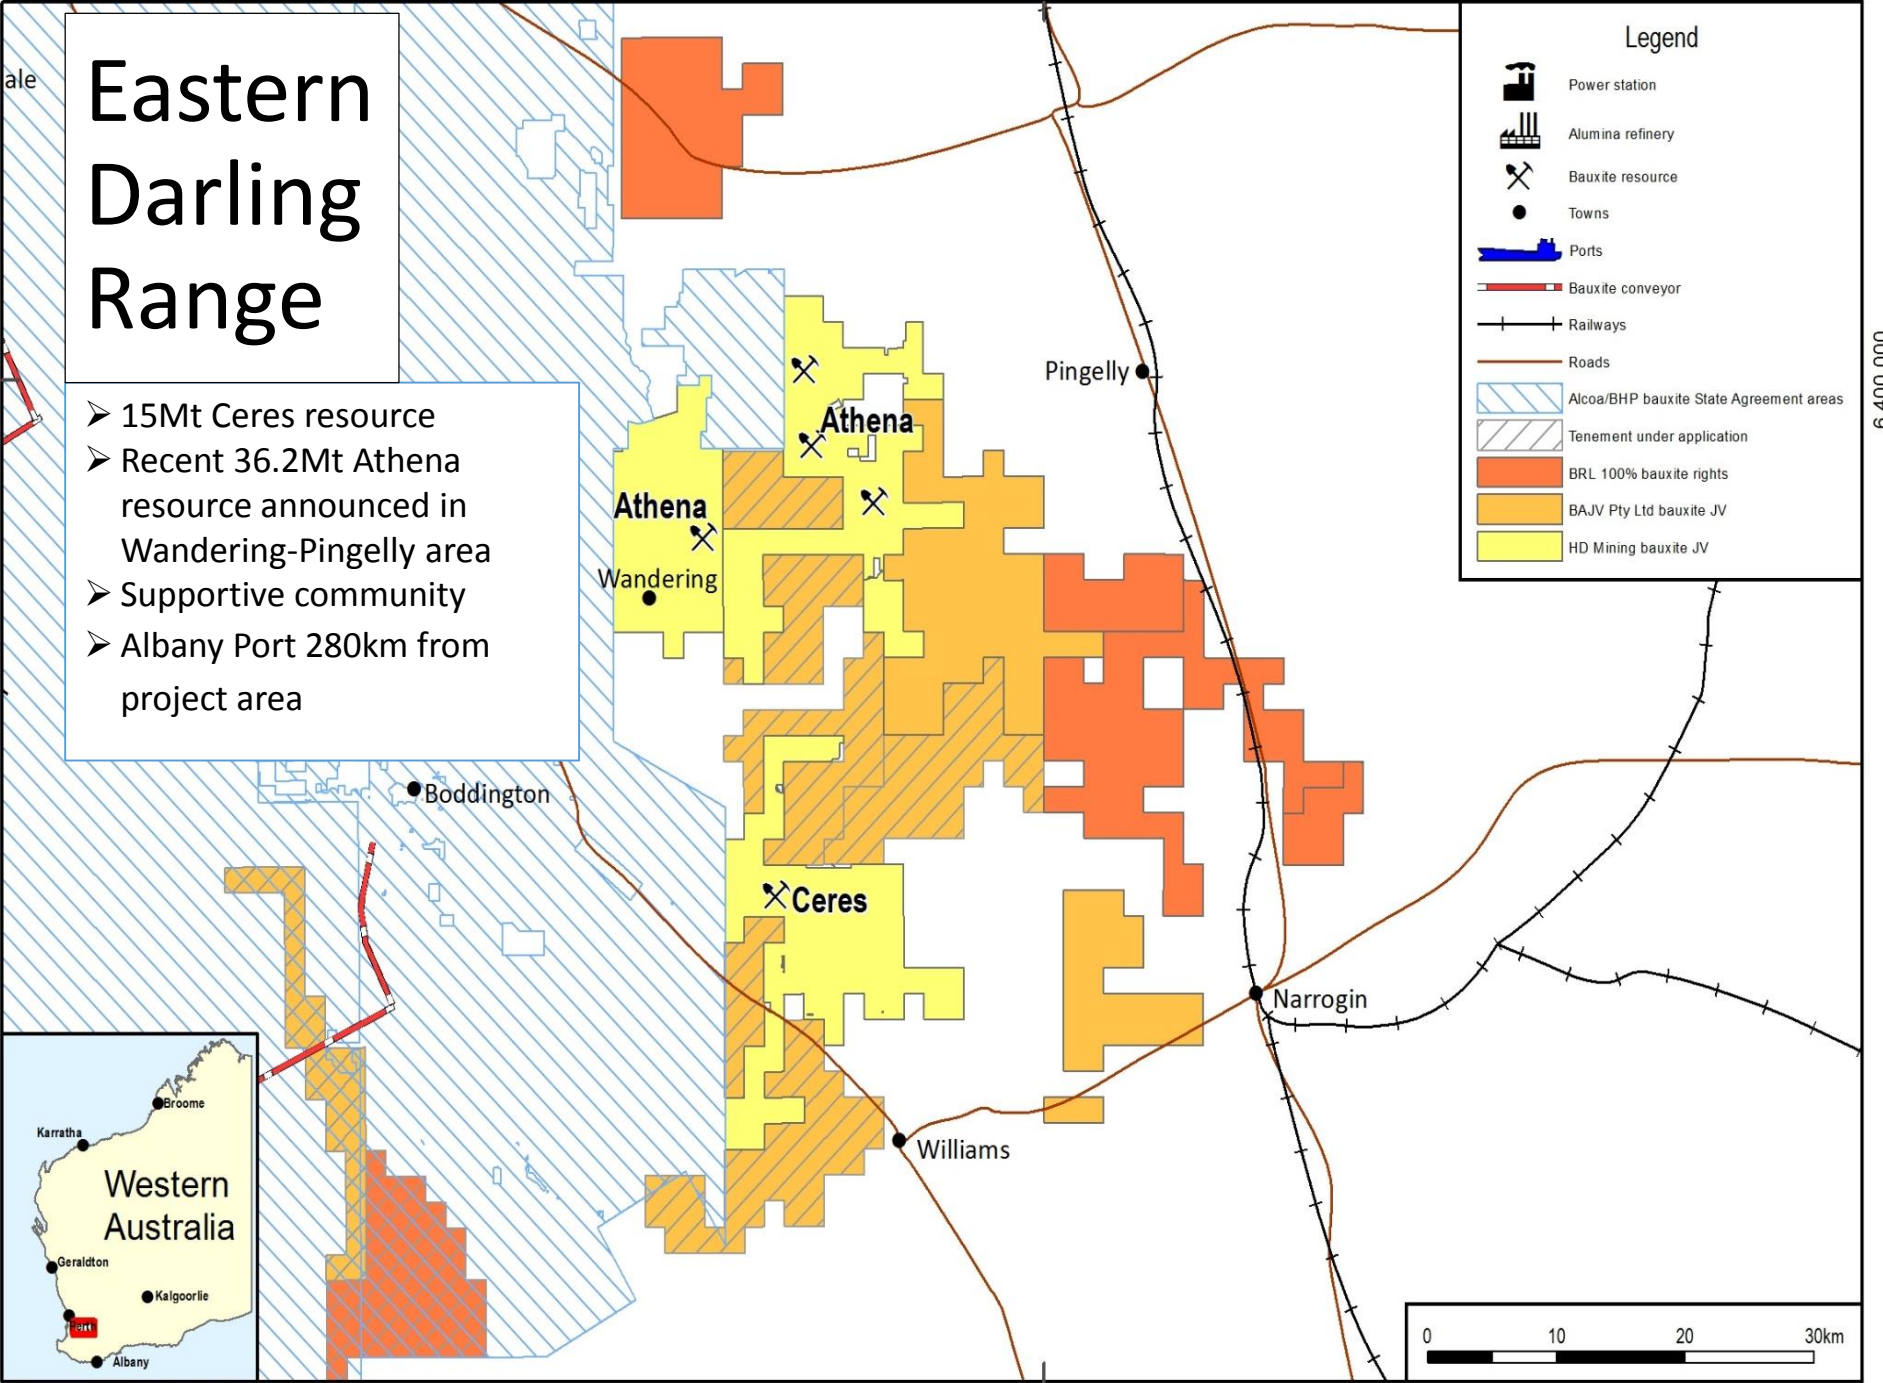 Eastern
Darling
Range
ale
➢ 15Mt Ceres resource
➢ Recent 36.2Mt Athena
resource announced in
Wandering-Pingelly area
➢ Supportive community
➢ Albany Port 280km from
project area
Legend
Power station
Alumina refinery
Bauxite resource
Towns
Ports
Bauxite conveyor
Railways
Roads
Alcoa/BHP bauxite State Agreement areas
Tenement under application
BRL 100% bauxite rights
BAJV Pty Ltd bauxite JV
HD Mining bauxite JV
6,400,000
Pingelly
Athena
Athena
Wandering
Boddington
Ceres
Narrogin
Williams
Broome
Karratha
Western
Australia
Geraldton
Kalgoorlie
Perth
Albany
0 10 20 30km